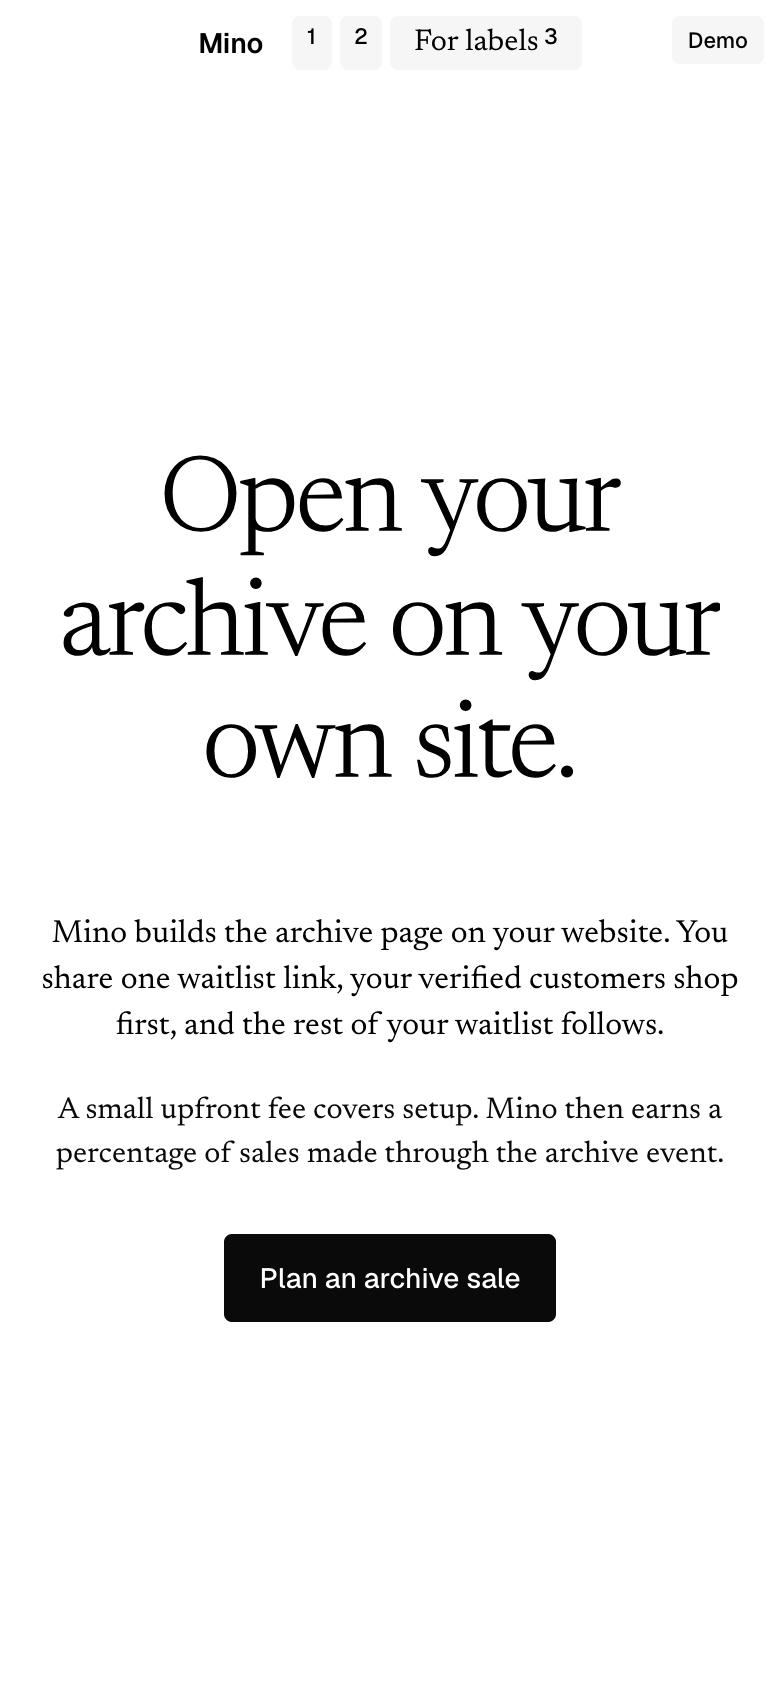 Mino 1 2 For labels 3 Demo
Open your
archive on your
own site.
Mino builds the archive page on your website. You
share one waitlist link, your verified customers shop
first, and the rest of your waitlist follows.
A small upfront fee covers setup. Mino then earns a
percentage of sales made through the archive event.
Plan an archive sale